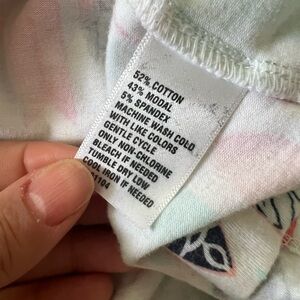 52% COTTON
43% MODAL
5% SPANDEX
MACHINE WASH COLD
WITH LIKE COLORS
GENTLE CYCLE
ONLY NON-CHLORINE
BLEACH IF NEEDED
TUMBLE DRY LOW
COOL IRON IF NEEDED